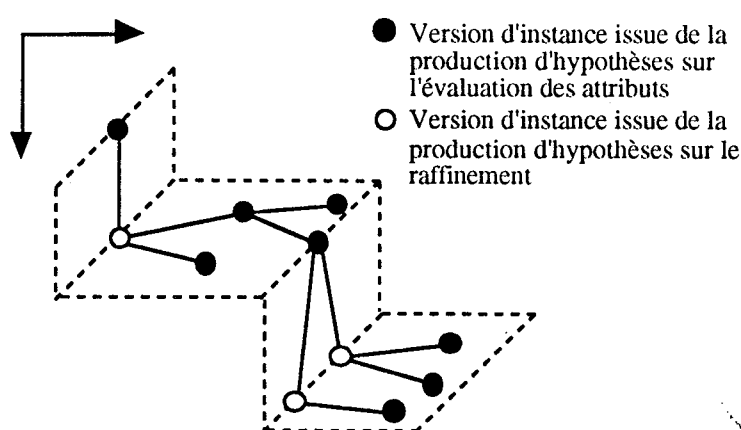 Version d'instance issue de la
production d'hypothèses sur
l'évaluation des attributs
Version d'instance issue de la
production d'hypothèses sur le
raffinement